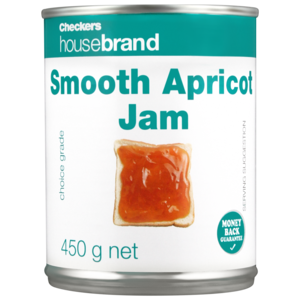 Checkers
housebrand
Smooth Apricot
Jam
choice grade
SERVING SUGGESTION
450 g net
MONEY
BACK
GUARANTEE